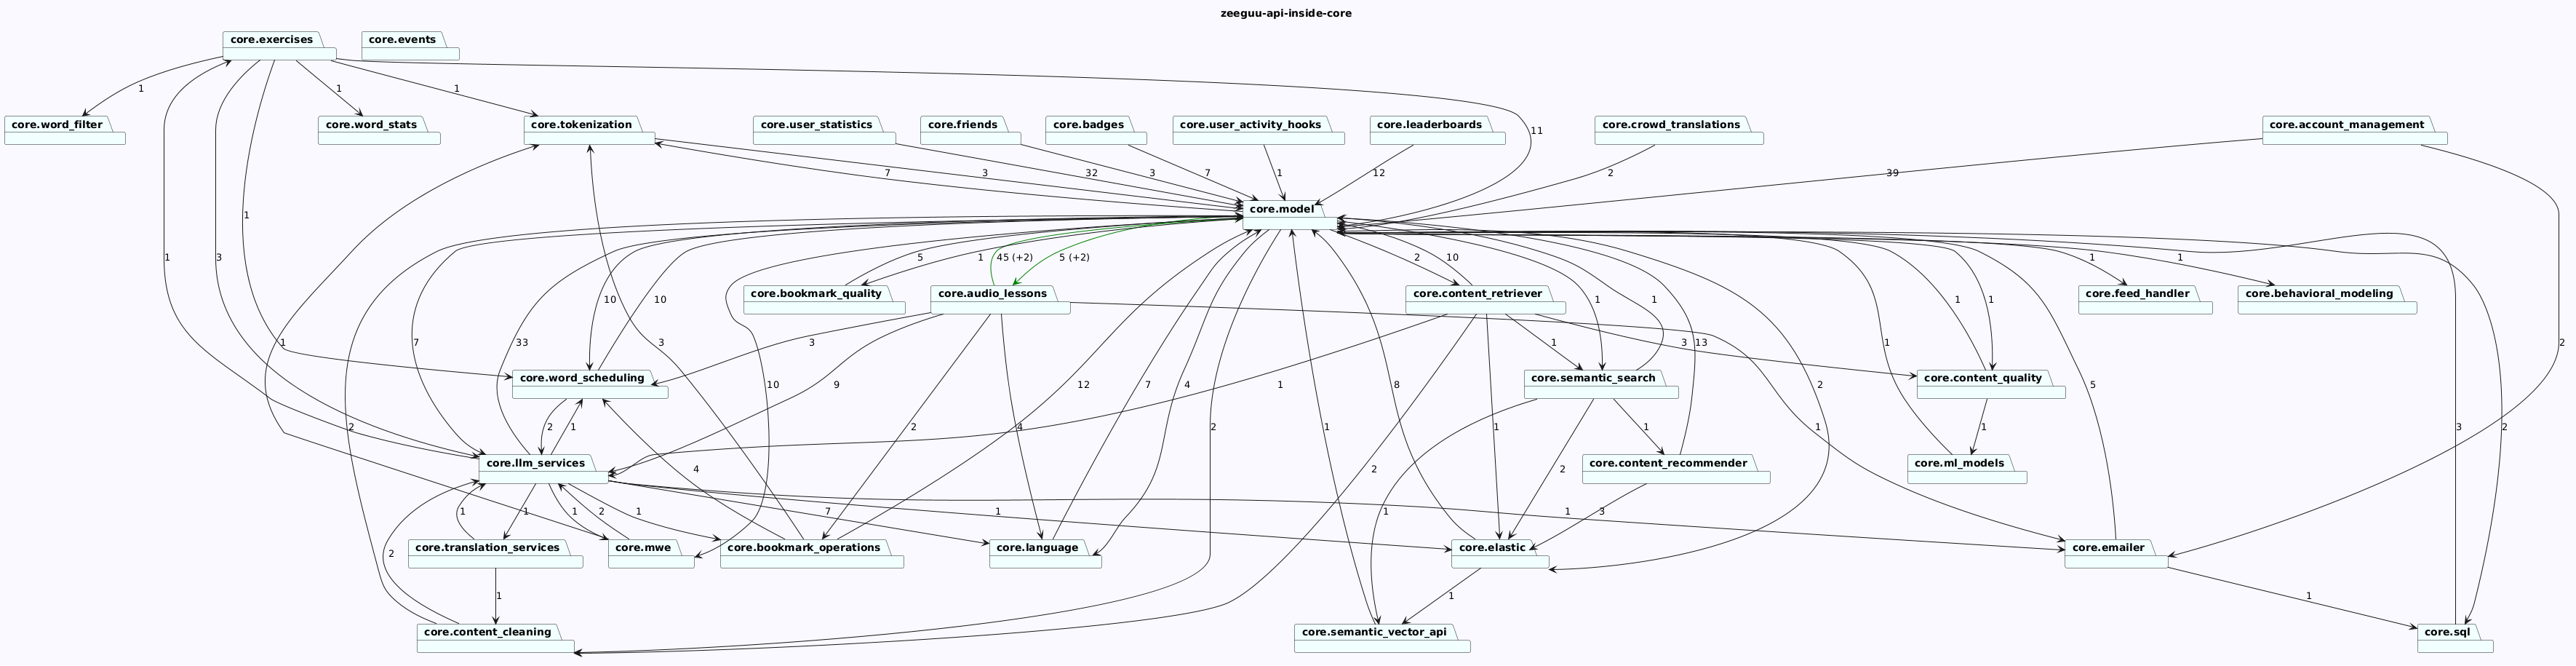 zeeguu-api-inside-core
core.exercises
core.events
1
1
1
core.word_filter
core.word_stats
core.tokenization
core.user_statistics
core.friends
core.badges
core.user_activity_hooks
core.leaderboards
core.crowd_translations
core.account_management
11
7
3
32
3
7
1
12
2
39
core.model
1
1
3
1
10
10
5
1
45 (+2)
5 (+2)
2
10
1
1
1
1
1
1
2
core.bookmark_quality
core.audio_lessons
core.content_retriever
core.feed_handler
core.behavioral_modeling
1
3
7
33
3
12
1
13
3
1
core.word_scheduling
core.semantic_search
core.content_quality
10
9
7
4
8
1
2
5
2
2
2
1
4
2
4
2
1
2
1
1
1
3
2
core.llm_services
core.content_recommender
core.ml_models
1
1
1
2
1
7
1
1
3
1
core.translation_services
core.mwe
core.bookmark_operations
core.language
core.elastic
core.emailer
2
1
1
1
core.content_cleaning
core.semantic_vector_api
core.sql